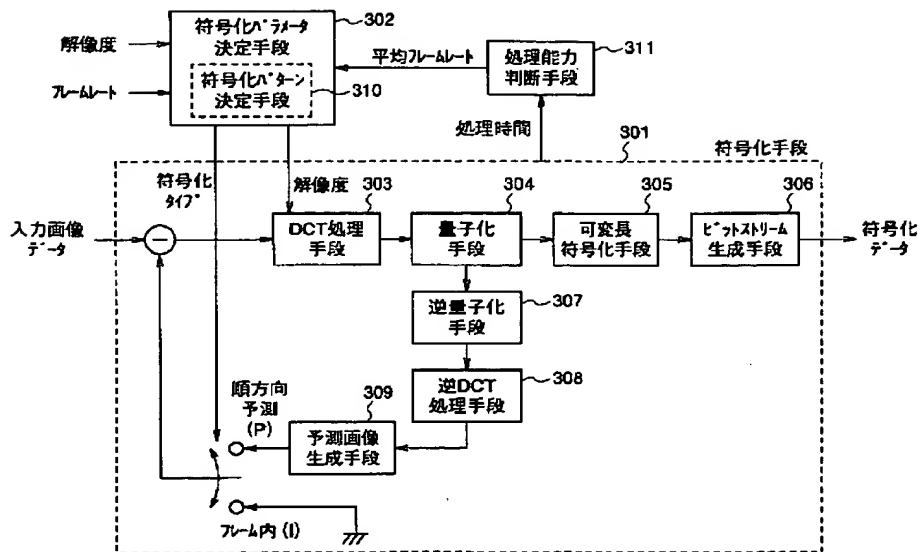 符号化パラメータ
決定手段
302
解像度
フレームレート
符号化パターン
決定手段
310
平均フレームレート
処理能力
判断手段
311
処理時間
301
符号化手段
符号化
タイプ
解像度
303
304
305
306
入力画像
データ
DCT処理
手段
量子化
手段
可変長
符号化手段
ビットストリーム
生成手段
符号化
データ
逆量子化
手段
307
逆DCT
処理手段
308
順方向
予測
(P)
309
予測画像
生成手段
フレーム内 (I)